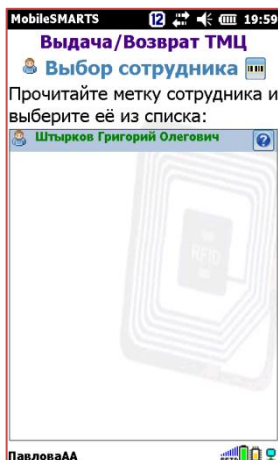 MobileSMARTS 12 19:59
Выдача/Возврат ТМЦ
Выбор сотрудника
Прочитайте метку сотрудника и
выберите её из списка:
Штырков Григорий Олегович ?
RFID
ПавловаАА